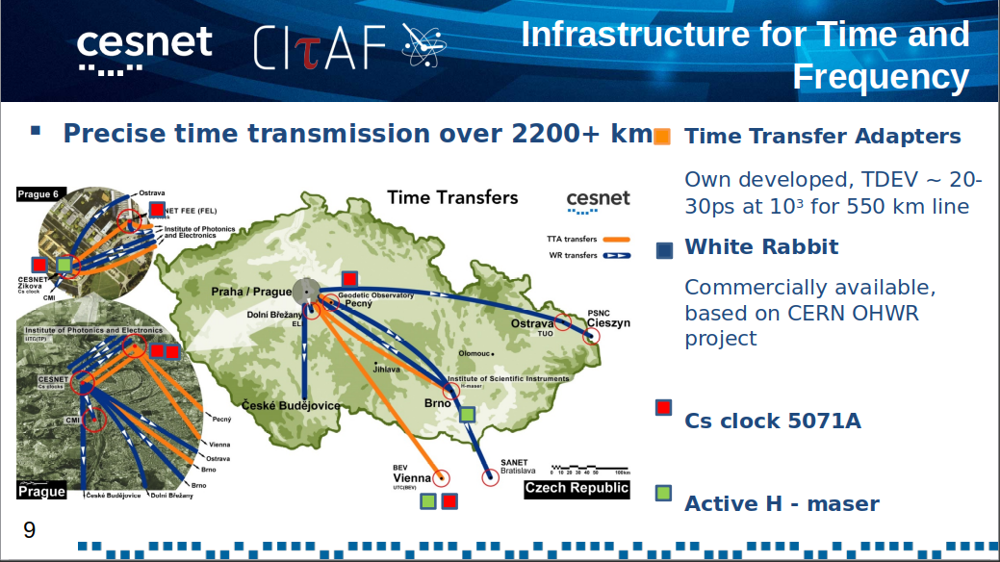 cesnet
CIτAF
Infrastructure for Time and
Frequency
Precise time transmission over 2200+ km
Time Transfer Adapters
Own developed, TDEV ~ 20-
30ps at 10³ for 550 km line
White Rabbit
Commercially available,
based on CERN OHWR
project
Cs clock 5071A
Active H - maser
Time Transfers
cesnet
TTA transfers
WR transfers
Prague 6
Ostrava
NET FEE (FEL)
Institute of Photonics
and Electronics
CESNET
Zikova
Cs clock
CMI
Institute of Photonics and Electronics
UTC(TP)
CESNET
Cs clocks
CMI
Pecný
Vienna
Ostrava
Brno
Brno
Dolní Břežany
České Budějovice
Prague
Praha / Prague
Geodetic Observatory
Pecný
Dolní Břežany
ELI
Ostrava
TUO
PSNC
Cieszyn
Olomouc
Jihlava
Institute of Scientific Instruments
H-maser
Brno
České Budějovice
BEV
Vienna
UTC(BEV)
SANET
Bratislava
0 10 20 30 40 50 100km
Czech Republic
9